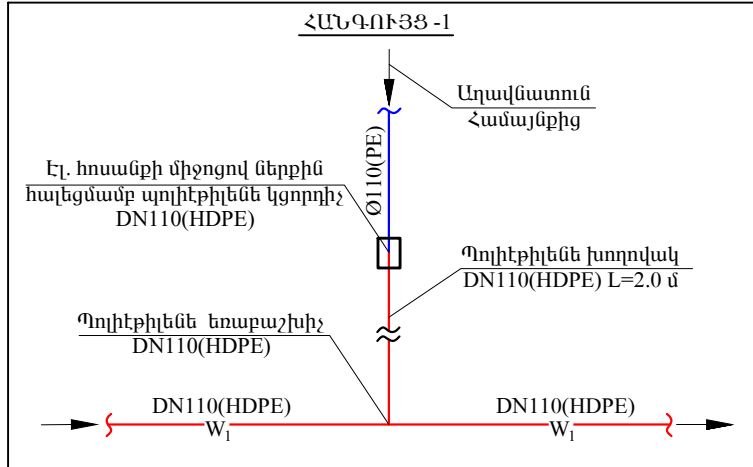 ՀԱՆԳՈՒՅՑ -1
Աղավնատուն
Համայնքից
Էլ. հոսանքի միջոցով ներքին
հալեցմամբ պոլիէթիլենե կցորդիչ
DN110(HDPE)
Ø110(PE)
Պոլիէթիլենե խողովակ
DN110(HDPE) L=2.0 մ
Պոլիէթիլենե եռաբաշխիչ
DN110(HDPE)
DN110(HDPE)
W₁
DN110(HDPE)
W₁